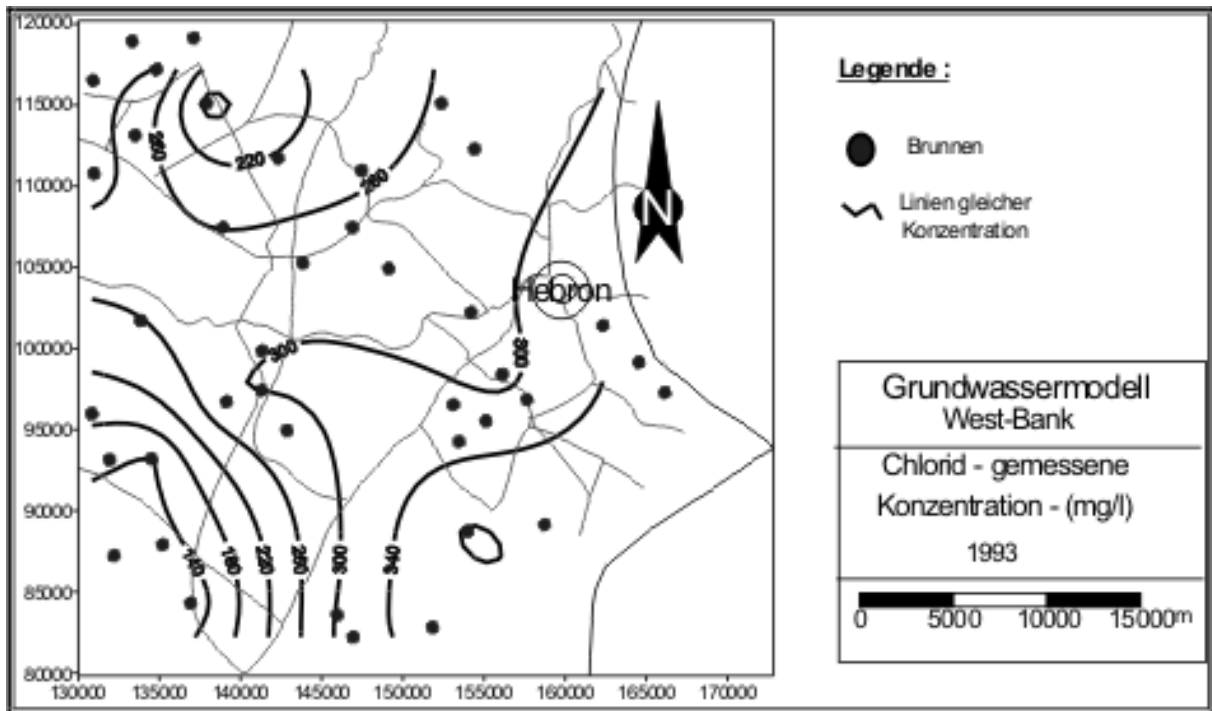 120000
115000
110000
105000
100000
95000
90000
85000
80000
130000
135000
140000
145000
150000
155000
160000
165000
170000
260
220
260
300
300
Hebron
140
180
220
260
300
340
Legende :
Brunnen
Linien gleicher
Konzentration
N
Grundwassermodell
West-Bank
Chlorid - gemessene
Konzentration - (mg/l)
1993
0 5000 10000 15000m